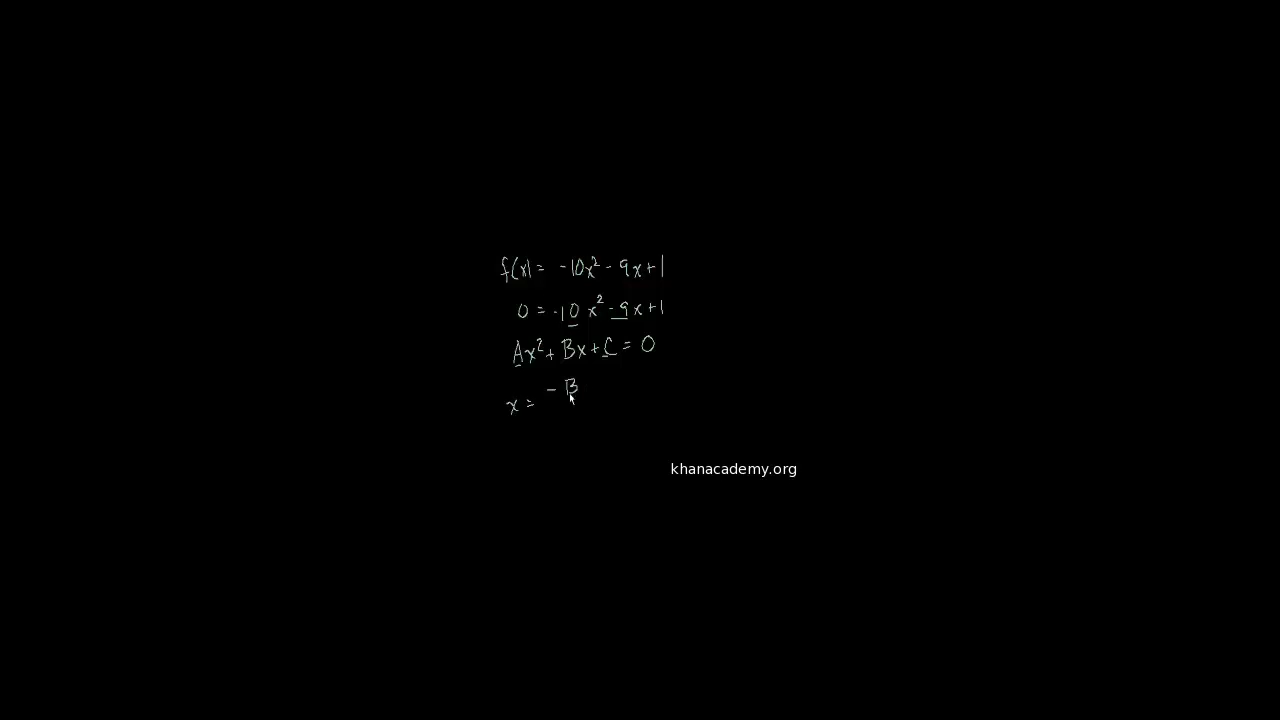 f(x) = -10x² - 9x + 1
0 = -10x² - 9x + 1
Ax² + Bx + C = 0
x = - B
khanacademy.org